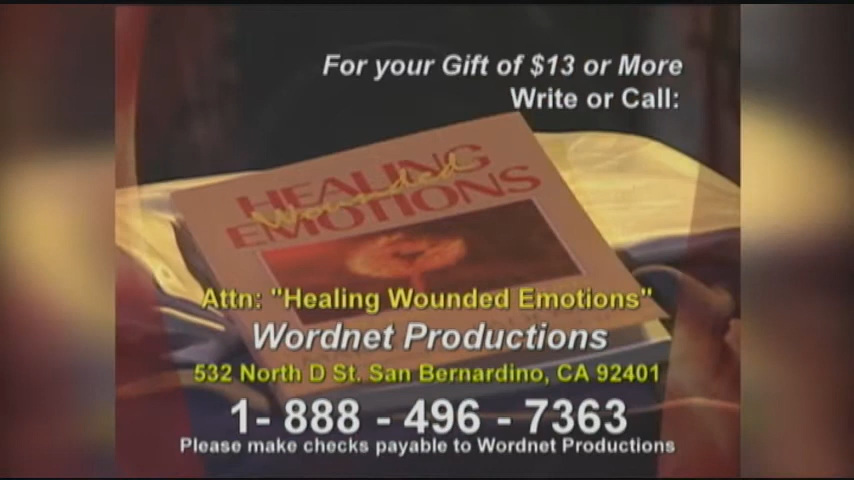 For your Gift of $13 or More
Write or Call:
HEALING
Wounded
EMOTIONS
Attn: "Healing Wounded Emotions"
Wordnet Productions
532 North D St. San Bernardino, CA 92401
1- 888 - 496 - 7363
Please make checks payable to Wordnet Productions